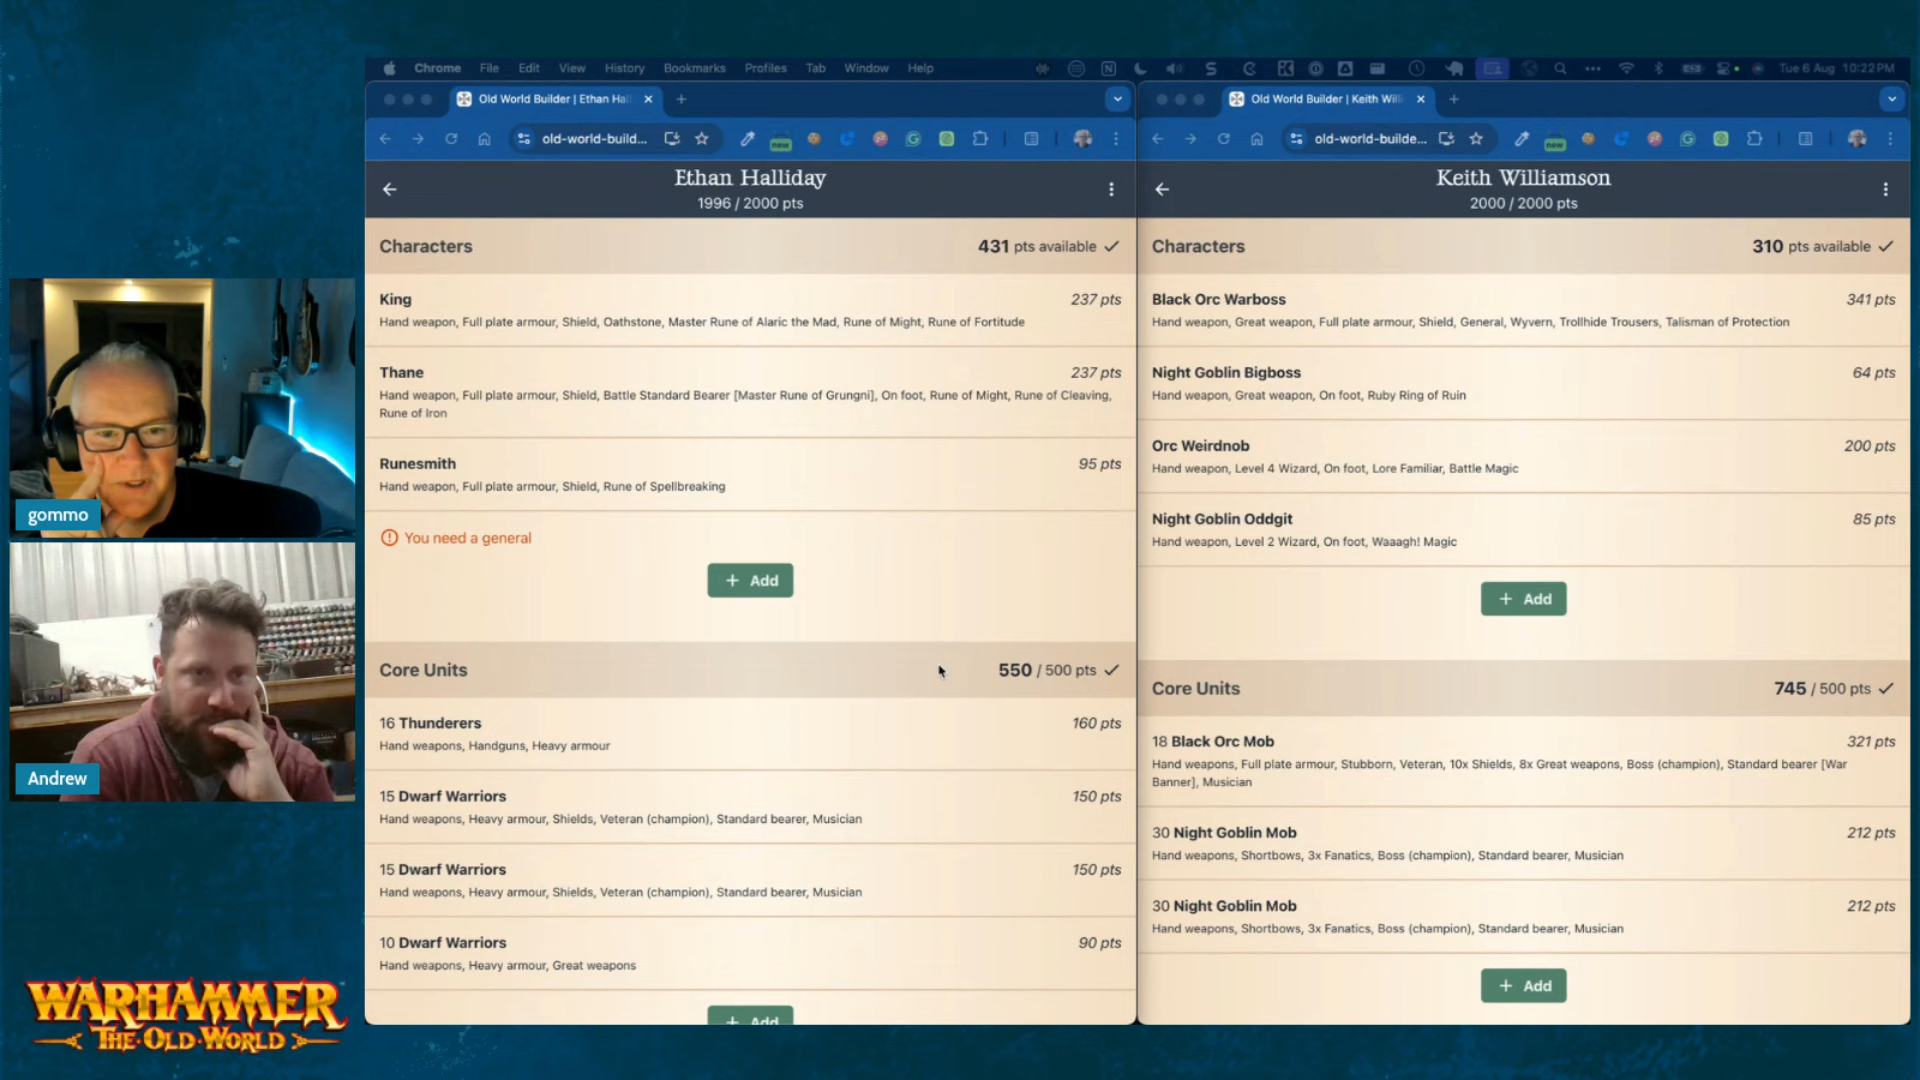 Chrome File Edit View History Bookmarks Profiles Tab Window Help
Tue 6 Aug 10:22PM
Old World Builder | Ethan Hal
Old World Builder | Keith Willi
old-world-build...
new
old-world-builde...
new
Ethan Halliday
1996 / 2000 pts
Characters 431 pts available
King 237 pts
Hand weapon, Full plate armour, Shield, Oathstone, Master Rune of Alaric the Mad, Rune of Might, Rune of Fortitude
Thane 237 pts
Hand weapon, Full plate armour, Shield, Battle Standard Bearer [Master Rune of Grungni], On foot, Rune of Might, Rune of Cleaving,
Rune of Iron
Runesmith 95 pts
Hand weapon, Full plate armour, Shield, Rune of Spellbreaking
You need a general
+ Add
Core Units 550 / 500 pts
16 Thunderers 160 pts
Hand weapons, Handguns, Heavy armour
15 Dwarf Warriors 150 pts
Hand weapons, Heavy armour, Shields, Veteran (champion), Standard bearer, Musician
15 Dwarf Warriors 150 pts
Hand weapons, Heavy armour, Shields, Veteran (champion), Standard bearer, Musician
10 Dwarf Warriors 90 pts
Hand weapons, Heavy armour, Great weapons
+ Add
Keith Williamson
2000 / 2000 pts
Characters 310 pts available
Black Orc Warboss 341 pts
Hand weapon, Great weapon, Full plate armour, Shield, General, Wyvern, Trollhide Trousers, Talisman of Protection
Night Goblin Bigboss 64 pts
Hand weapon, Great weapon, On foot, Ruby Ring of Ruin
Orc Weirdnob 200 pts
Hand weapon, Level 4 Wizard, On foot, Lore Familiar, Battle Magic
Night Goblin Oddgit 85 pts
Hand weapon, Level 2 Wizard, On foot, Waaagh! Magic
+ Add
Core Units 745 / 500 pts
18 Black Orc Mob 321 pts
Hand weapons, Full plate armour, Stubborn, Veteran, 10x Shields, 8x Great weapons, Boss (champion), Standard bearer [War
Banner], Musician
30 Night Goblin Mob 212 pts
Hand weapons, Shortbows, 3x Fanatics, Boss (champion), Standard bearer, Musician
30 Night Goblin Mob 212 pts
Hand weapons, Shortbows, 3x Fanatics, Boss (champion), Standard bearer, Musician
+ Add
gommo
Andrew
WARHAMMER
THE·OLD·WORLD